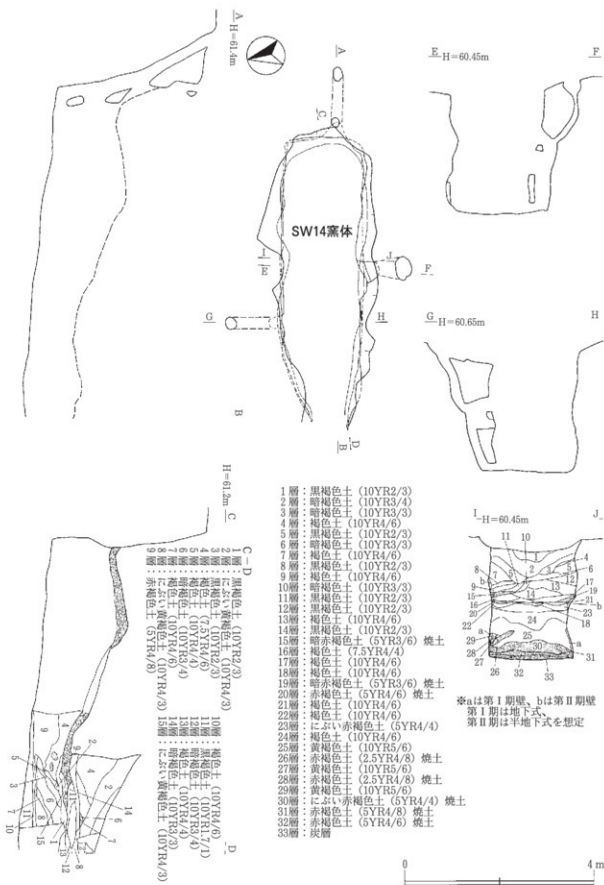 A
H=61.4m
A
E
H=60.45m
F
C
SW14窯体
I
E
J
F
G
H
G
H=60.65m
H
B
D
B
H=61.2m
C
D
C-D
1層：黒褐色土（10YR2/3）
2層：にぶい黄褐色土（10YR4/3）
3層：黒褐色土（10YR2/3）
4層：褐色土（7.5YR4/6）
5層：褐色土（10YR4/4）
6層：暗褐色土（10YR3/4）
7層：褐色土（10YR4/6）
8層：にぶい黄褐色土（10YR4/3）
9層：赤褐色土（5YR4/8）
10層：褐色土（10YR4/6）
11層：黒色土（10YR1.7/1）
12層：暗褐色土（10YR3/4）
13層：褐色土（10YR4/4）
14層：暗褐色土（10YR3/3）
15層：にぶい黄褐色土（10YR4/3）
1層：黒褐色土（10YR2/3）
2層：暗褐色土（10YR3/4）
3層：暗褐色土（10YR3/3）
4層：褐色土（10YR4/6）
5層：黒褐色土（10YR2/3）
6層：暗褐色土（10YR3/3）
7層：褐色土（10YR4/6）
8層：黒褐色土（10YR2/3）
9層：褐色土（10YR4/6）
10層：暗褐色土（10YR3/3）
11層：黒褐色土（10YR2/3）
12層：黒褐色土（10YR2/3）
13層：褐色土（10YR4/6）
14層：黒褐色土（10YR2/3）
15層：暗赤褐色土（5YR3/6）焼土
16層：褐色土（7.5YR4/4）
17層：褐色土（10YR4/6）
18層：褐色土（10YR4/6）
19層：暗赤褐色土（5YR3/6）焼土
20層：赤褐色土（5YR4/6）焼土
21層：褐色土（10YR4/6）
22層：褐色土（10YR4/6）
23層：にぶい赤褐色土（5YR4/4）
24層：褐色土（10YR4/6）
25層：黄褐色土（10YR5/6）
26層：赤褐色土（2.5YR4/8）焼土
27層：黄褐色土（10YR5/6）
28層：赤褐色土（2.5YR4/8）焼土
29層：黄褐色土（10YR5/6）
30層：にぶい赤褐色土（5YR4/4）焼土
31層：赤褐色土（5YR4/8）焼土
32層：赤褐色土（5YR4/6）焼土
33層：炭層
I
H=60.45m
J
※aは第Ⅰ期壁、bは第Ⅱ期壁
第Ⅰ期は地下式、
第Ⅱ期は半地下式を想定
0
4m